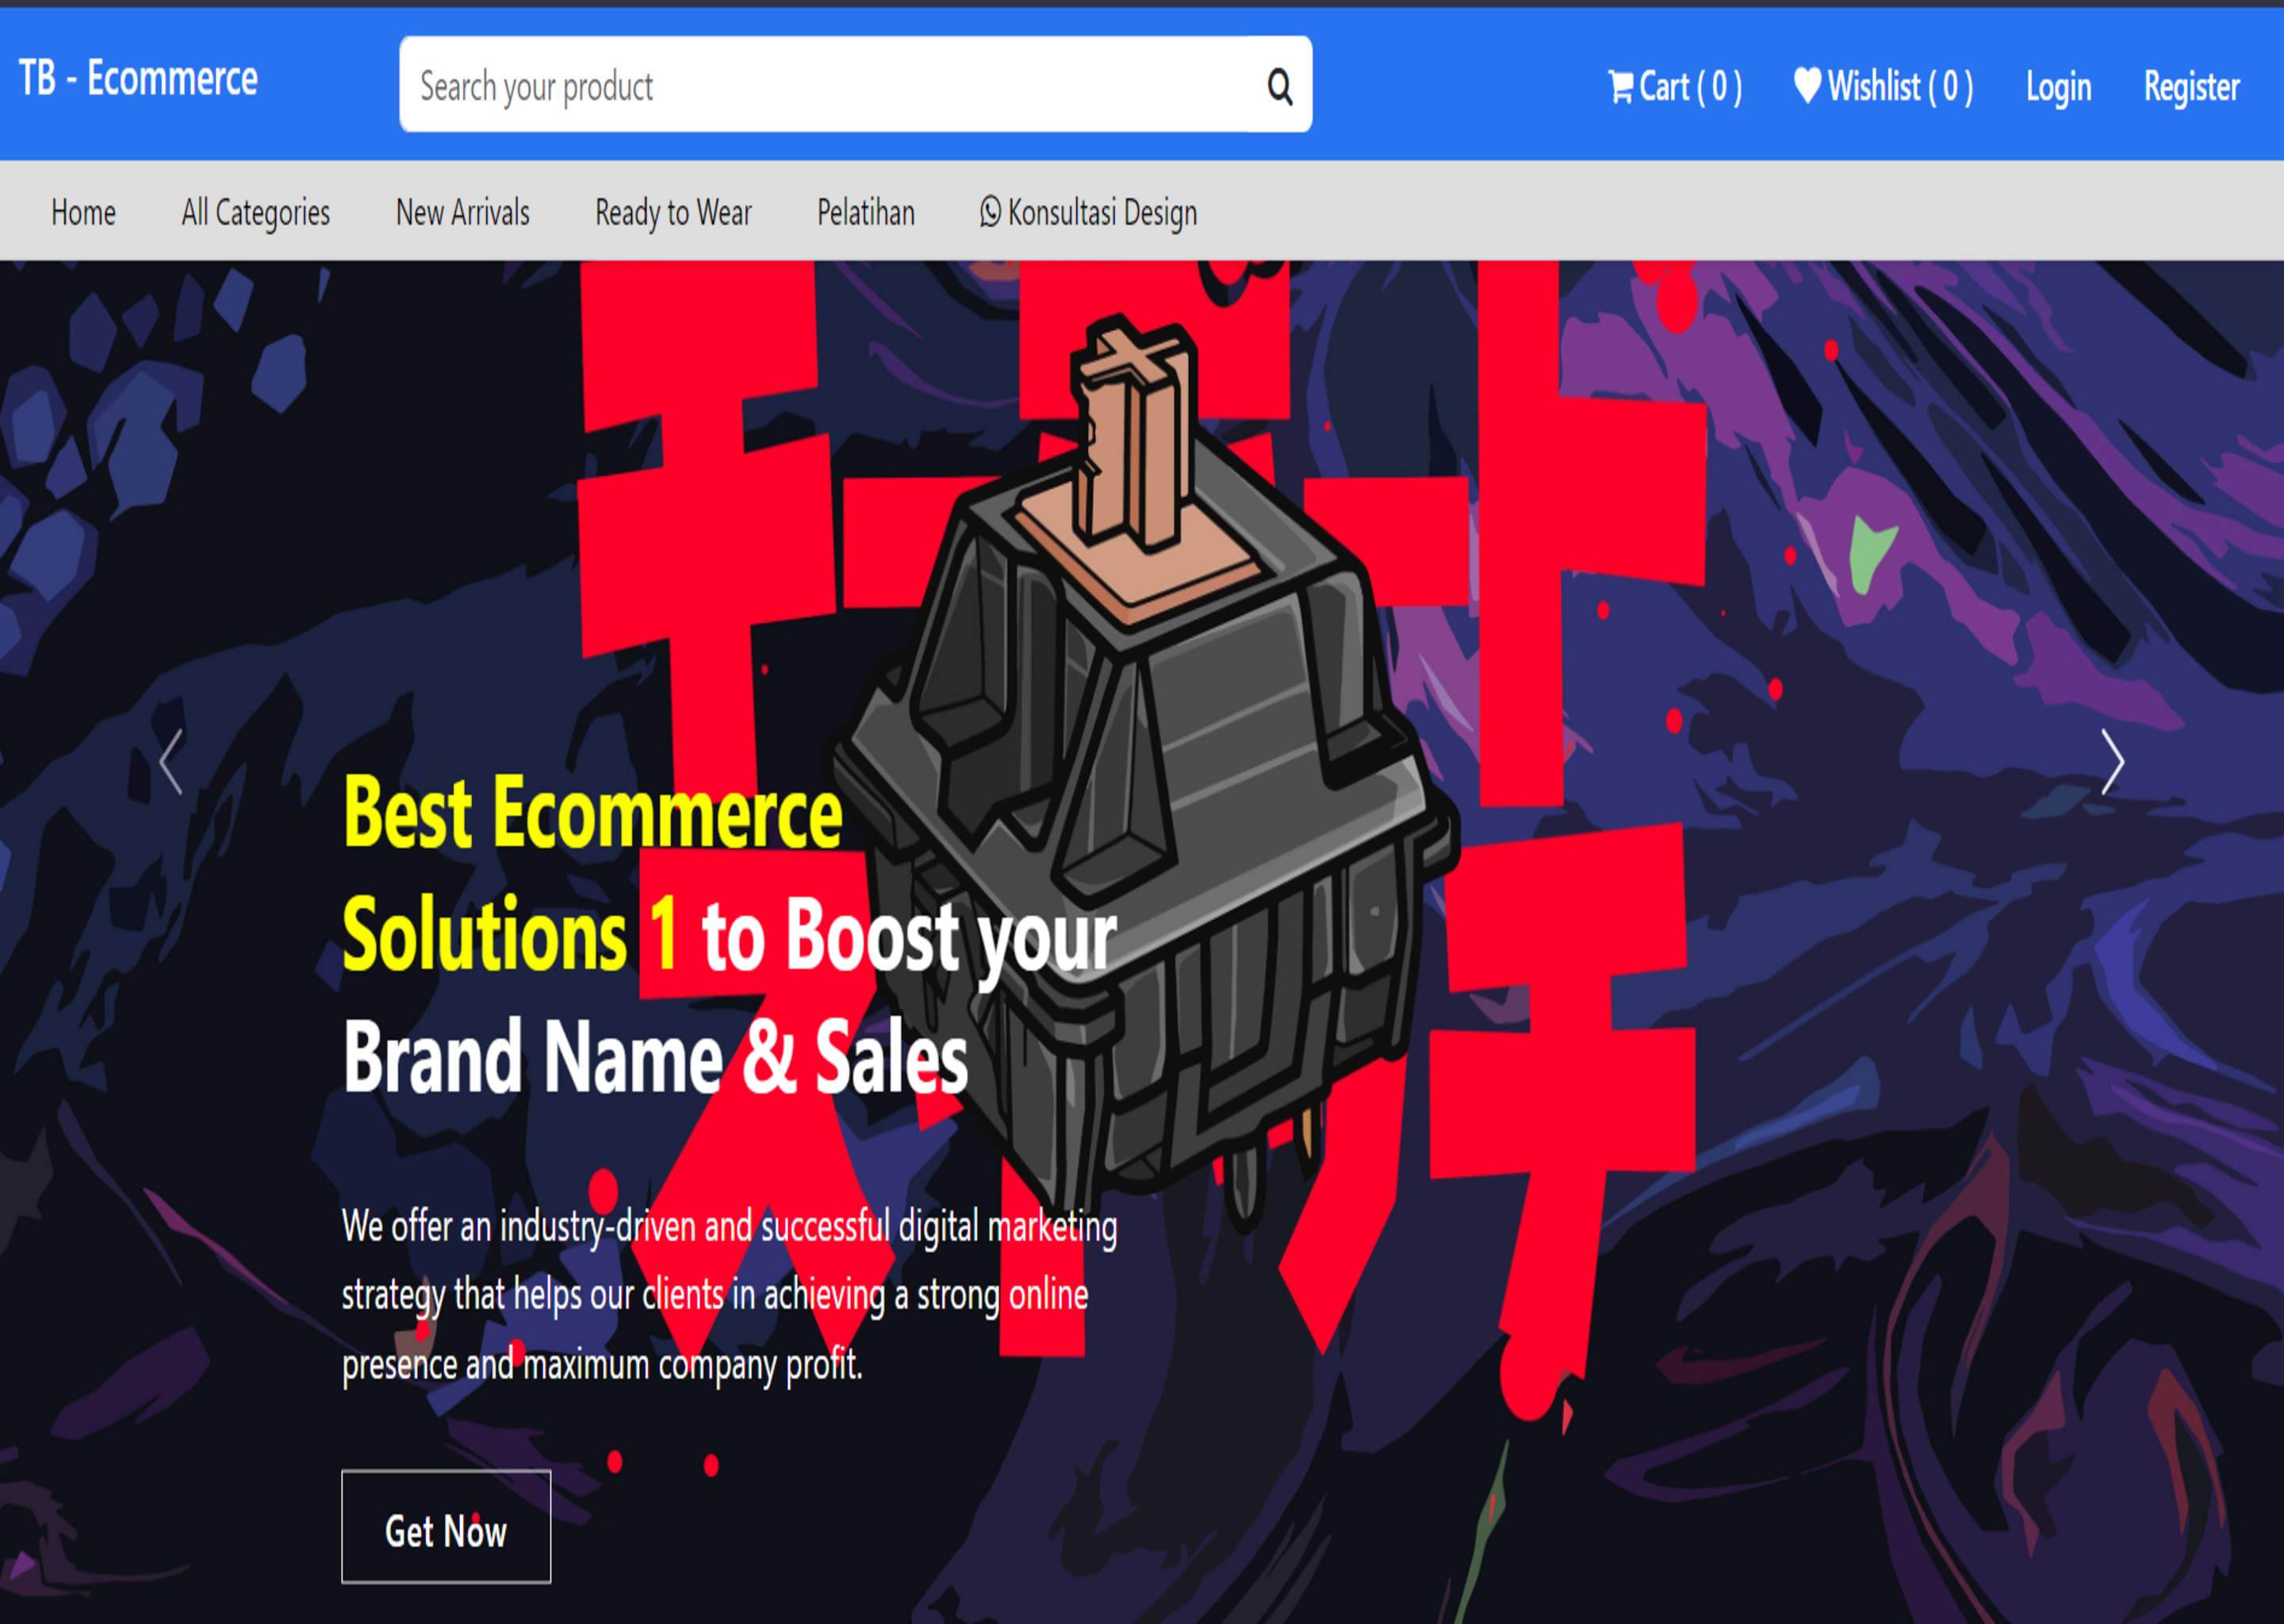 TB - Ecommerce
Search your product
Cart ( 0 )
Wishlist ( 0 )
Login
Register
Home
All Categories
New Arrivals
Ready to Wear
Pelatihan
Konsultasi Design
Best Ecommerce
Solutions 1 to Boost your
Brand Name & Sales
We offer an industry-driven and successful digital marketing
strategy that helps our clients in achieving a strong online
presence and maximum company profit.
Get Now